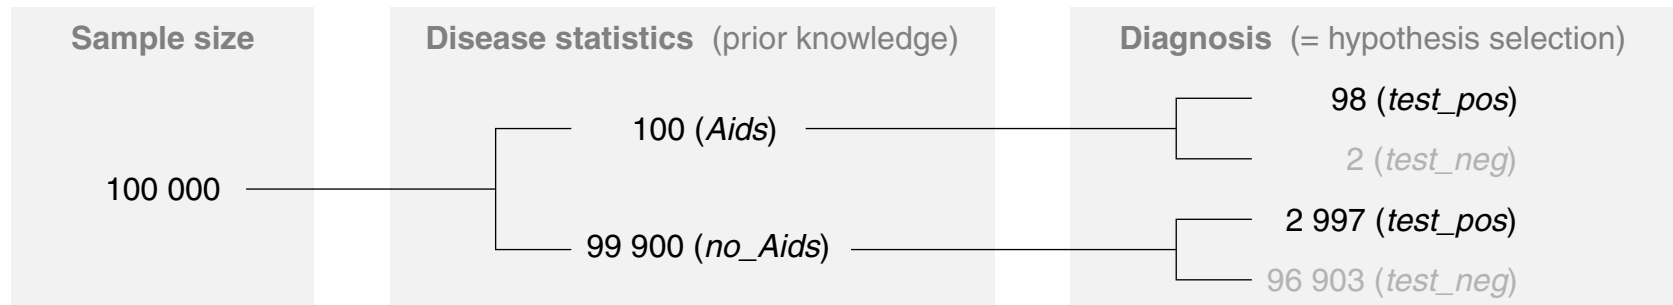 Sample size
Disease statistics (prior knowledge)
Diagnosis (= hypothesis selection)
98 (test_pos)
100 (Aids)
2 (test_neg)
100 000
2 997 (test_pos)
99 900 (no_Aids)
96 903 (test_neg)